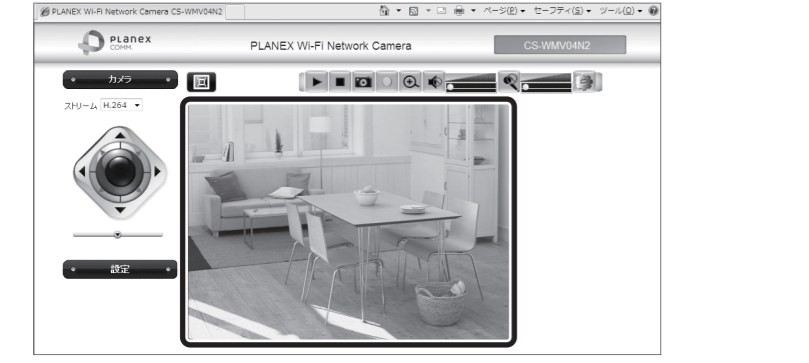 PLANEX Wi-Fi Network Camera CS-WMV04N2
ページ(P) セーフティ(S) ツール(O)
PLANEX
COMM.
PLANEX Wi-Fi Network Camera
CS-WMV04N2
カメラ
ストリーム H.264
設定